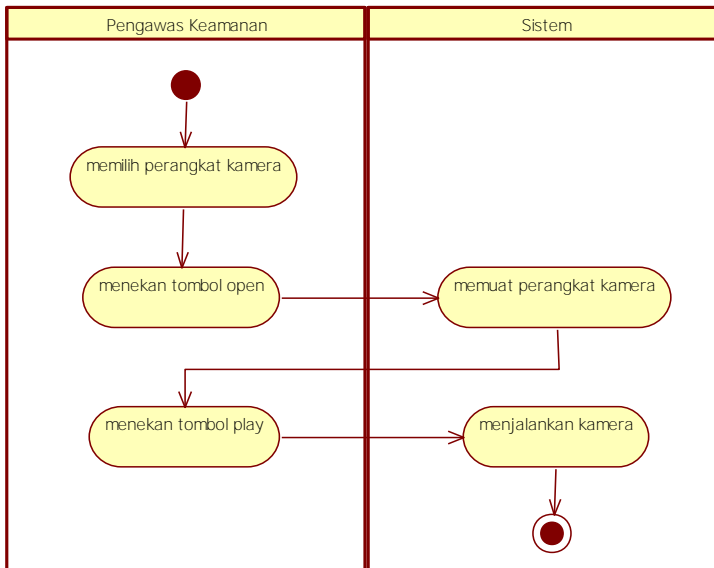 Pengawas Keamanan
Sistem
memilih perangkat kamera
menekan tombol open
memuat perangkat kamera
menekan tombol play
menjalankan kamera